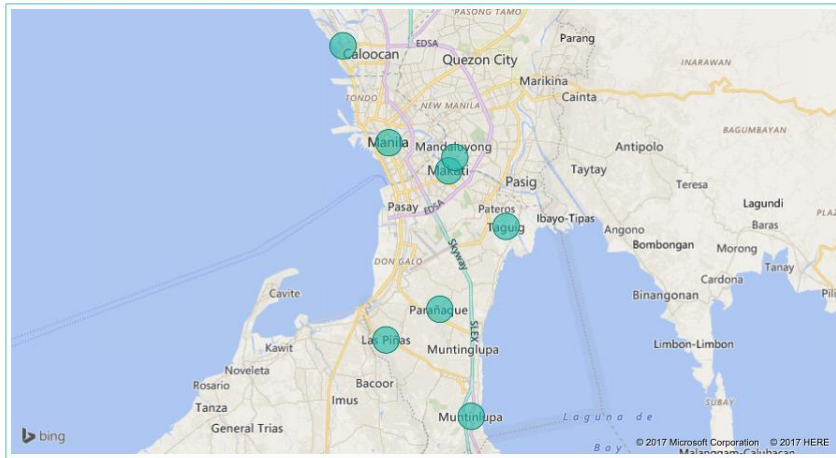 PASONG TAMO
EDSA
Parang
Caloocan
Quezon City
INARAWAN
Marikina
TONDO
NEW MANILA
Cainta
BAGUMBAYAN
Manila
Mandaluyong
Antipolo
Makati
Taytay
Pasig
Teresa
Lagundi
Pasay
EDSA
Pateros
Ibayo-Tipas
Taguig
Angono
Baras
Bombongan
Morong
Skyway
DON GALO
Tanay
Cardona
Cavite
Binangonan
Parañaque
SLEX
Las Piñas
Muntinglupa
Limbon-Limbon
Kawit
Noveleta
Bacoor
Rosario
Imus
SUBAY
Tanza
Muntinlupa
Laguna de
Bay
General Trias
bing
© 2017 Microsoft Corporation © 2017 HERE